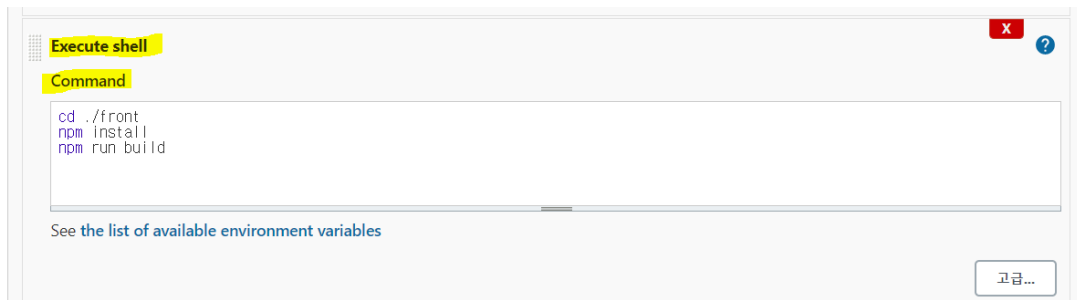 X
Execute shell
?
Command
cd ./front
npm install
npm run build
See the list of available environment variables
고급...